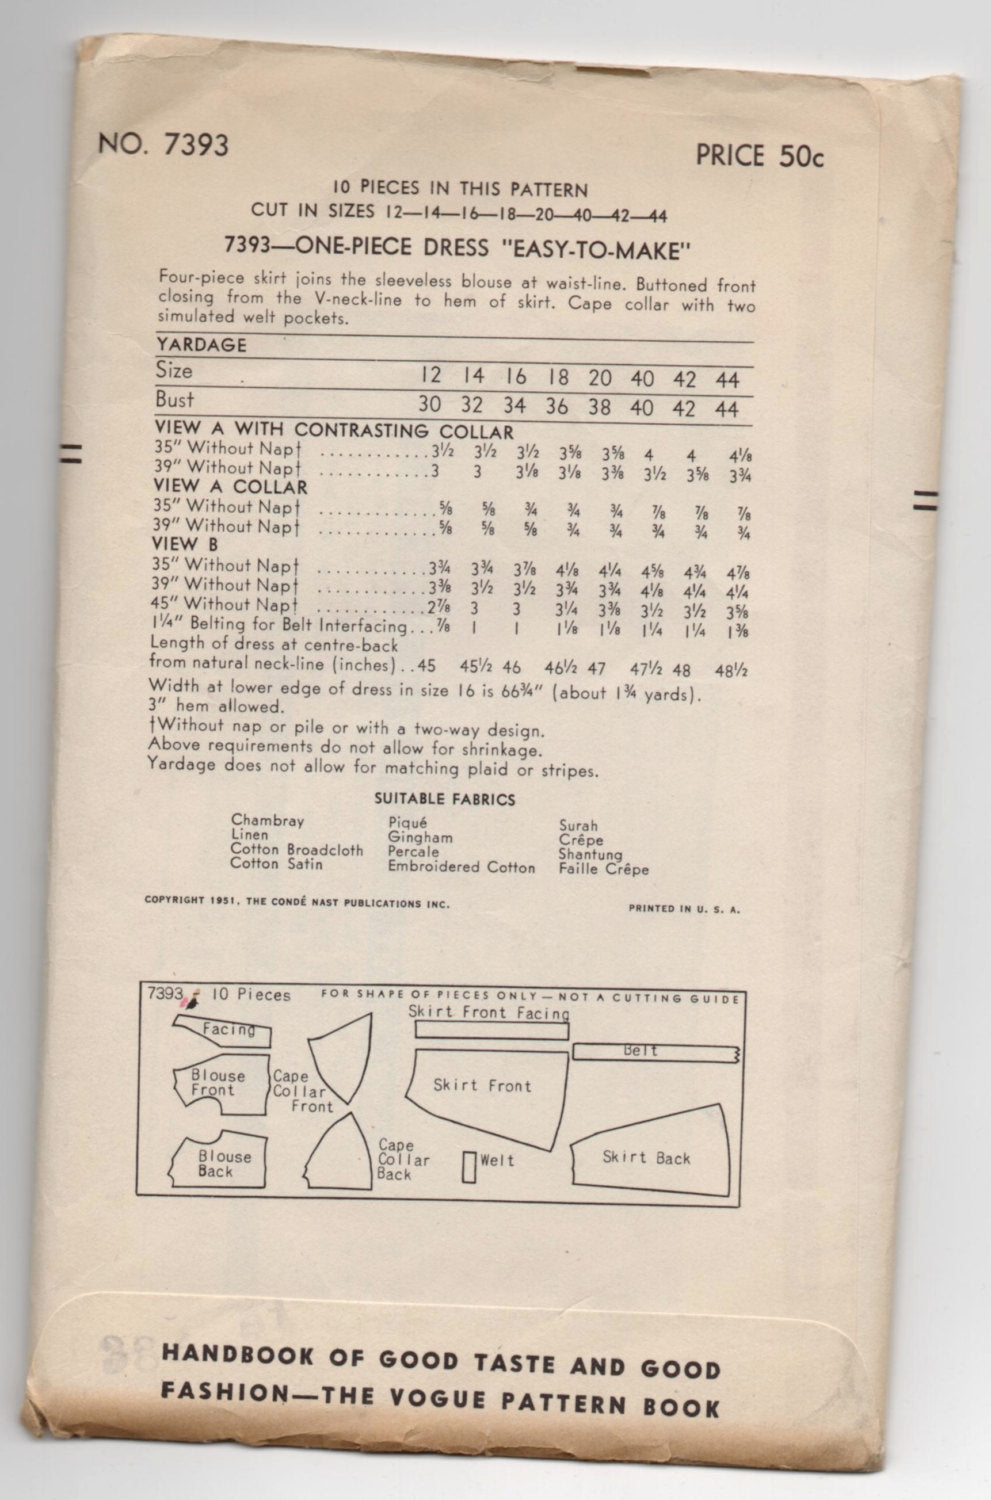 NO. 7393
PRICE 50c
10 PIECES IN THIS PATTERN
CUT IN SIZES 12—14—16—18—20—40—42—44
7393—ONE-PIECE DRESS "EASY-TO-MAKE"
Four-piece skirt joins the sleeveless blouse at waist-line. Buttoned front
closing from the V-neck-line to hem of skirt. Cape collar with two
simulated welt pockets.
YARDAGE
Size 12 14 16 18 20 40 42 44
Bust 30 32 34 36 38 40 42 44
VIEW A WITH CONTRASTING COLLAR
35" Without Nap† ............3½ 3½ 3½ 3⅝ 3⅝ 4 4 4⅛
39" Without Nap† ............3 3 3⅛ 3⅛ 3⅜ 3½ 3⅝ 3¾
VIEW A COLLAR
35" Without Nap† .............⅝ ⅝ ¾ ¾ ¾ ⅞ ⅞ ⅞
39" Without Nap† .............⅝ ⅝ ⅝ ¾ ¾ ¾ ¾ ¾
VIEW B
35" Without Nap† ............3¾ 3¾ 3⅞ 4⅛ 4¼ 4⅝ 4¾ 4⅞
39" Without Nap† ............3⅜ 3½ 3½ 3¾ 3¾ 4⅛ 4¼ 4¼
45" Without Nap† ............2⅞ 3 3 3¼ 3⅜ 3½ 3½ 3⅝
1¼" Belting for Belt Interfacing...⅞ 1 1 1⅛ 1⅛ 1¼ 1¼ 1⅜
Length of dress at centre-back
from natural neck-line (inches)..45 45½ 46 46½ 47 47½ 48 48½
Width at lower edge of dress in size 16 is 66¾" (about 1¾ yards).
3" hem allowed.
†Without nap or pile or with a two-way design.
Above requirements do not allow for shrinkage.
Yardage does not allow for matching plaid or stripes.
SUITABLE FABRICS
Chambray Piqué Surah
Linen Gingham Crêpe
Cotton Broadcloth Percale Shantung
Cotton Satin Embroidered Cotton Faille Crêpe
COPYRIGHT 1951, THE CONDÉ NAST PUBLICATIONS INC.
PRINTED IN U. S. A.
7393 - 10 Pieces FOR SHAPE OF PIECES ONLY — NOT A CUTTING GUIDE
Skirt Front Facing
Facing
Belt
Blouse
Front
Cape
Collar
Front
Skirt Front
Blouse
Back
Cape
Collar
Back
Welt
Skirt Back
HANDBOOK OF GOOD TASTE AND GOOD
FASHION—THE VOGUE PATTERN BOOK